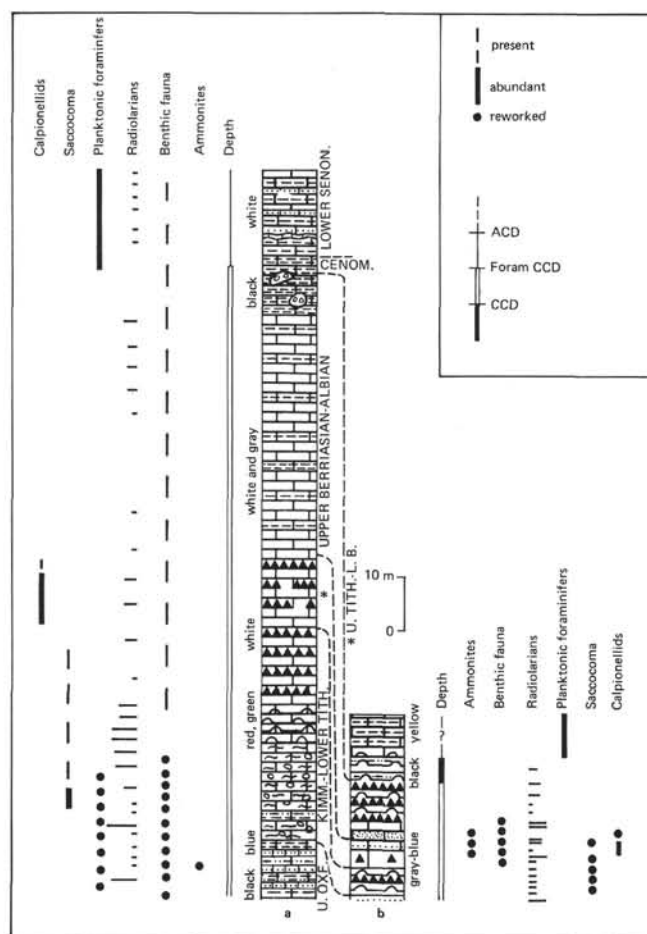 Calpionellids
Saccocoma
Planktonic foraminifers
Radiolarians
Benthic fauna
Ammonites
Depth
present
abundant
reworked
ACD
Foram CCD
CCD
white
black
white and gray
white
red, green
blue
black
LOWER SENON.
CENOM.
UPPER BERRIASIAN-ALBIAN
*
KIMM.-LOWER TITH.
U. OXF.
* U. TITH.-L. B.
10 m
0
yellow
black
gray-blue
Depth
?
Ammonites
Benthic fauna
Radiolarians
Planktonic foraminifers
Saccocoma
Calpionellids
a
b